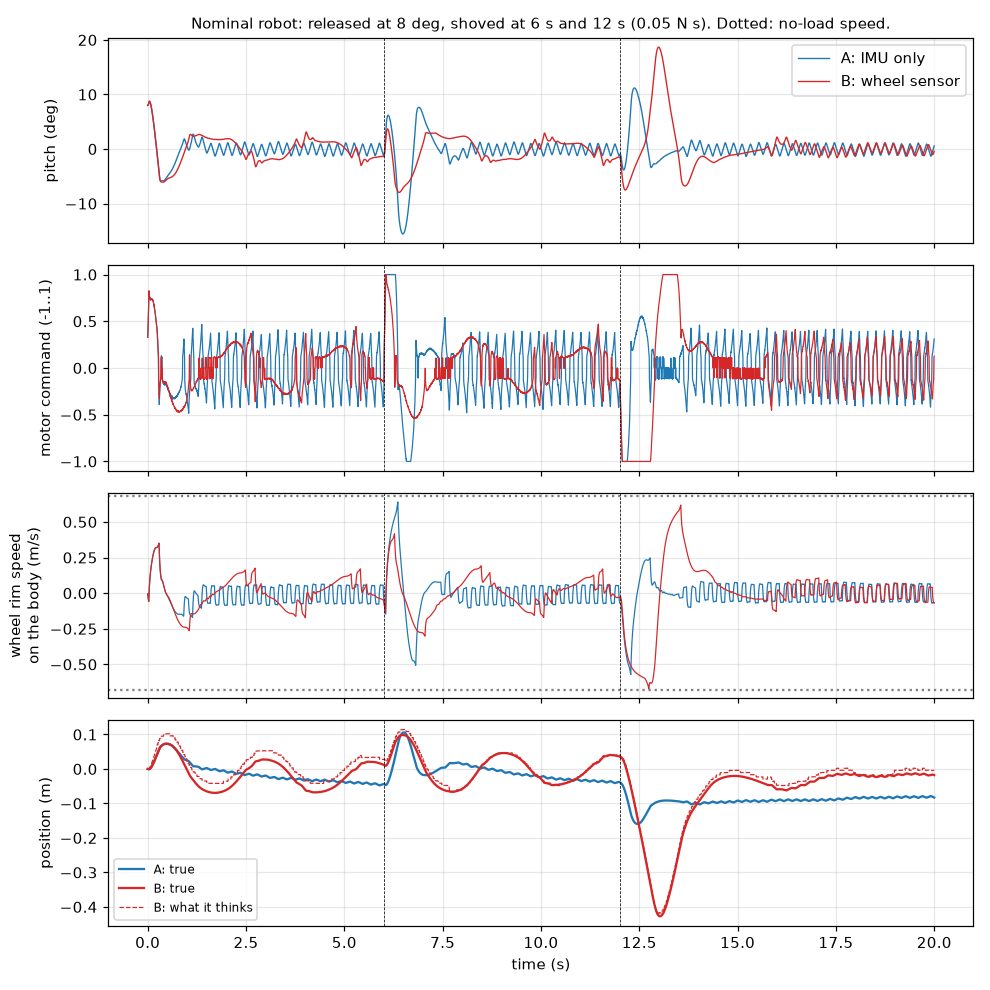 Nominal robot: released at 8 deg, shoved at 6 s and 12 s (0.05 N s). Dotted: no-load speed.
A: IMU only
B: wheel sensor
pitch (deg)
20
10
0
−10
motor command (-1..1)
1.0
0.5
0.0
−0.5
−1.0
wheel rim speed
on the body (m/s)
0.50
0.25
0.00
−0.25
−0.50
position (m)
0.1
0.0
−0.1
−0.2
−0.3
−0.4
A: true
B: true
B: what it thinks
0.0 2.5 5.0 7.5 10.0 12.5 15.0 17.5 20.0
time (s)